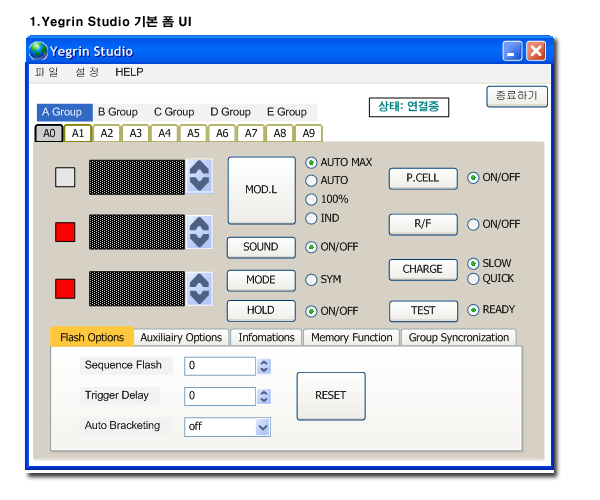 1.Yegrin Studio 기본 폼 UI
Yegrin Studio
파 일 설 정 HELP
종료하기
A Group B Group C Group D Group E Group
상태: 연결중
A0 A1 A2 A3 A4 A5 A6 A7 A8 A9
MOD.L
AUTO MAX
AUTO
100%
IND
P.CELL ON/OFF
R/F ON/OFF
SOUND ON/OFF
CHARGE SLOW
QUICK
MODE SYM
HOLD ON/OFF
TEST READY
Flash Options Auxiliairy Options Infomations Memory Function Group Syncronization
Sequence Flash 0
Trigger Delay 0
Auto Bracketing off
RESET